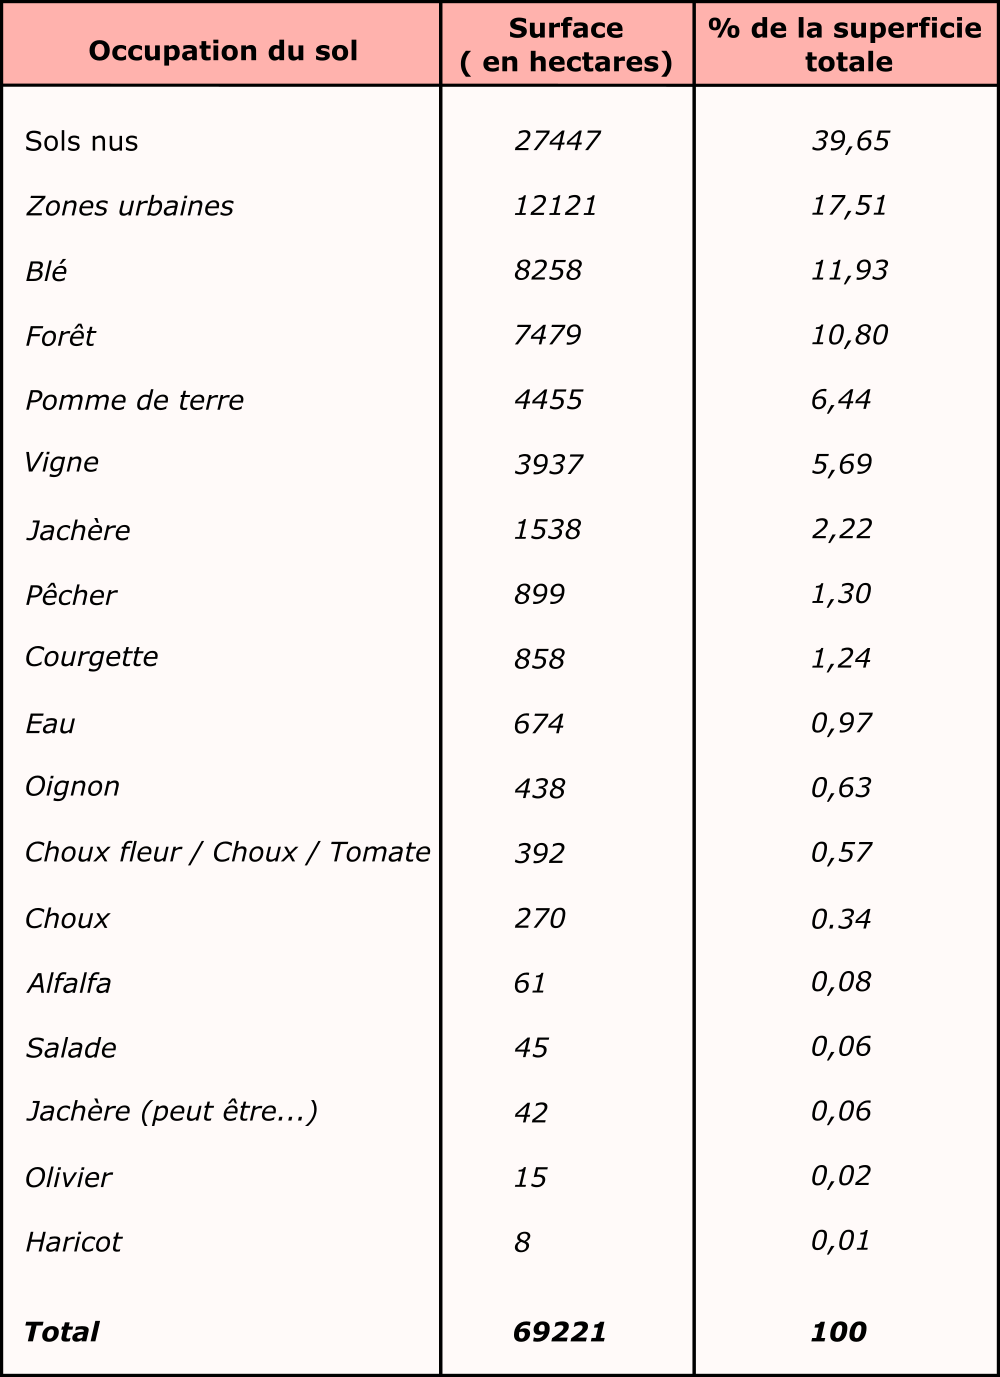 Occupation du sol
Surface
( en hectares)
% de la superficie
totale
Sols nus 27447 39,65
Zones urbaines 12121 17,51
Blé 8258 11,93
Forêt 7479 10,80
Pomme de terre 4455 6,44
Vigne 3937 5,69
Jachère 1538 2,22
Pêcher 899 1,30
Courgette 858 1,24
Eau 674 0,97
Oignon 438 0,63
Choux fleur / Choux / Tomate 392 0,57
Choux 270 0.34
Alfalfa 61 0,08
Salade 45 0,06
Jachère (peut être...) 42 0,06
Olivier 15 0,02
Haricot 8 0,01
Total 69221 100